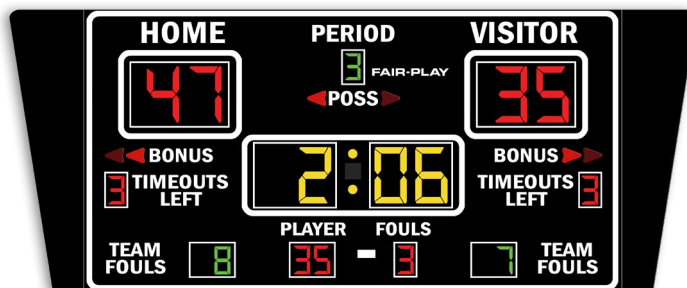 HOME PERIOD VISITOR
47 3 FAIR-PLAY 35
POSS
BONUS 2:06 BONUS
3 TIMEOUTS LEFT TIMEOUTS LEFT 3
PLAYER FOULS
TEAM FOULS 8 35 - 3 7 TEAM FOULS